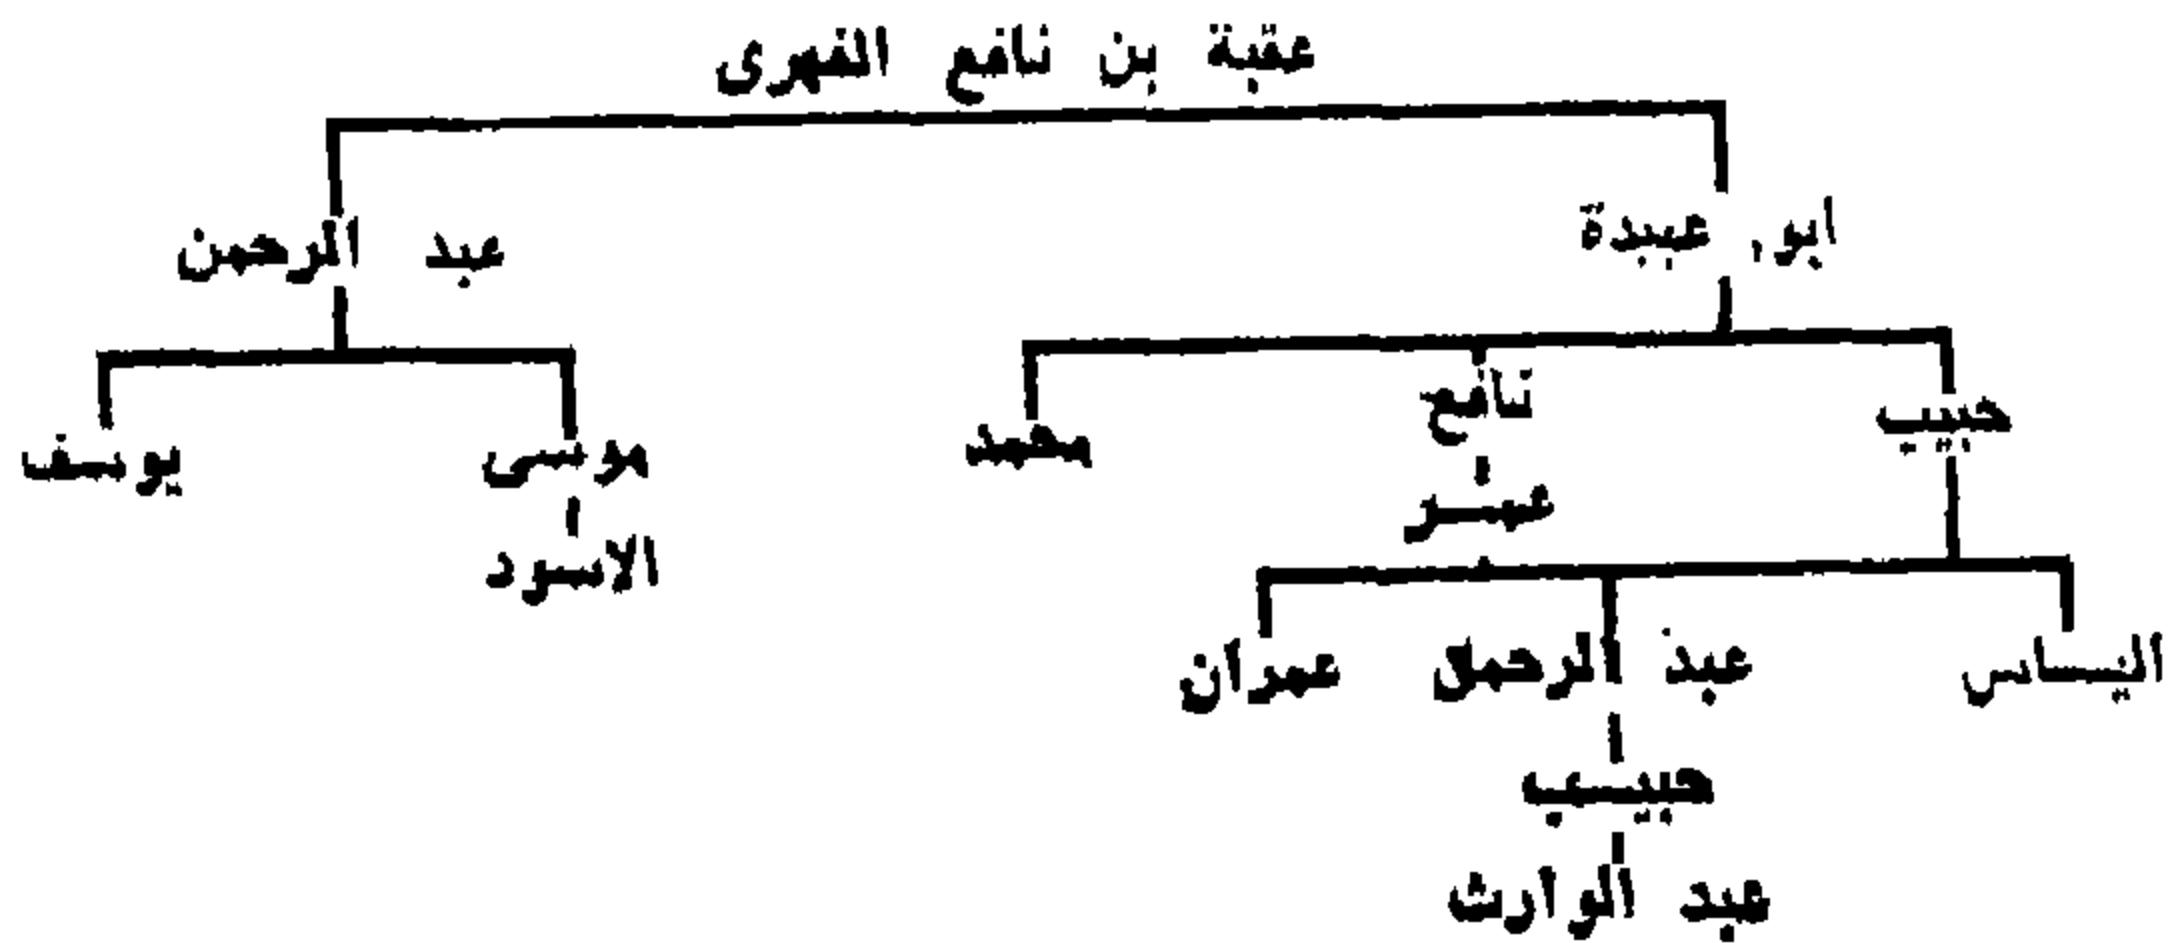 عقبة بن نافع الفهرى
ابو عبيدة
عبد الرحمن
حبيب
نافع
محمد
موسى
يوسف
عمر
الاسود
اليساس
عبد الرحمن
عمران
حبيب
عبد الوارث